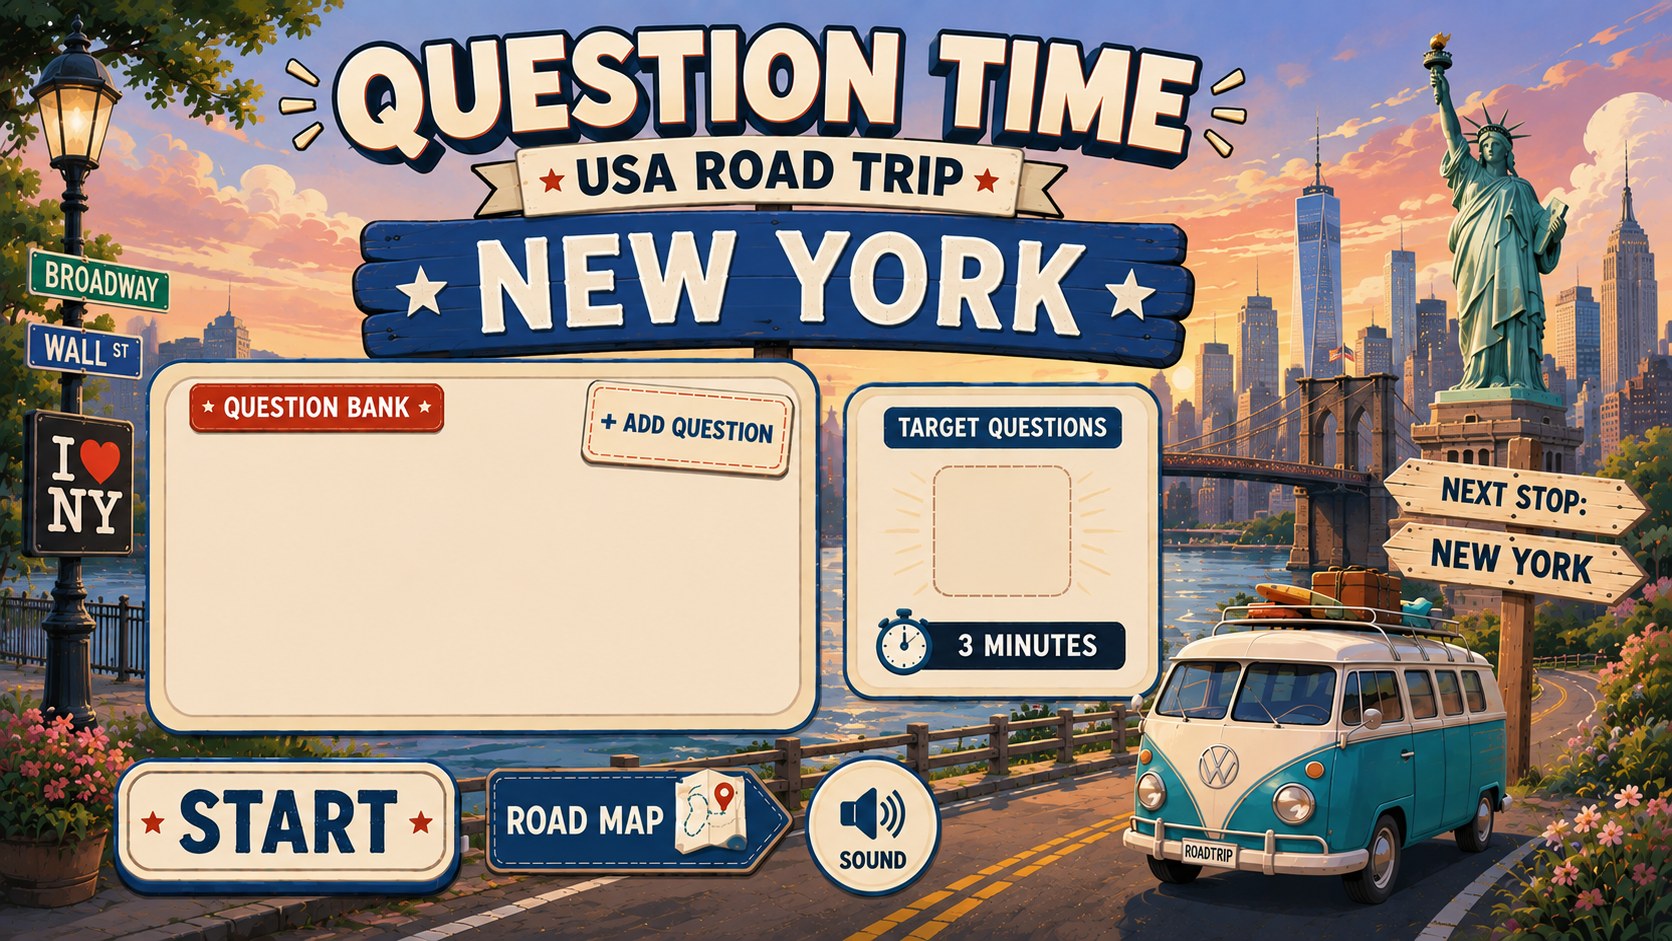 QUESTION TIME
★ USA ROAD TRIP ★
★ NEW YORK ★
BROADWAY
WALL ST
I ❤ NY
★ QUESTION BANK ★
+ ADD QUESTION
TARGET QUESTIONS
3 MINUTES
NEXT STOP:
NEW YORK
★ START ★
ROAD MAP
SOUND
VW
ROADTRIP